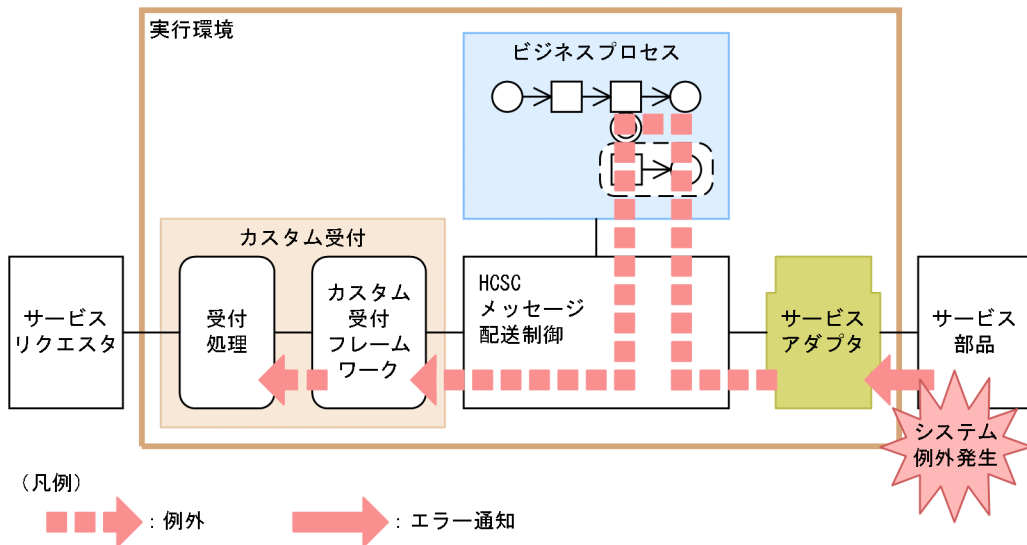 実行環境
ビジネスプロセス
カスタム受付
サービス
リクエスタ
受付
処理
カスタム
受付
フレーム
ワーク
HCSC
メッセージ
配送制御
サービス
アダプタ
サービス
部品
システム
例外発生
（凡例）
：例外
：エラー通知